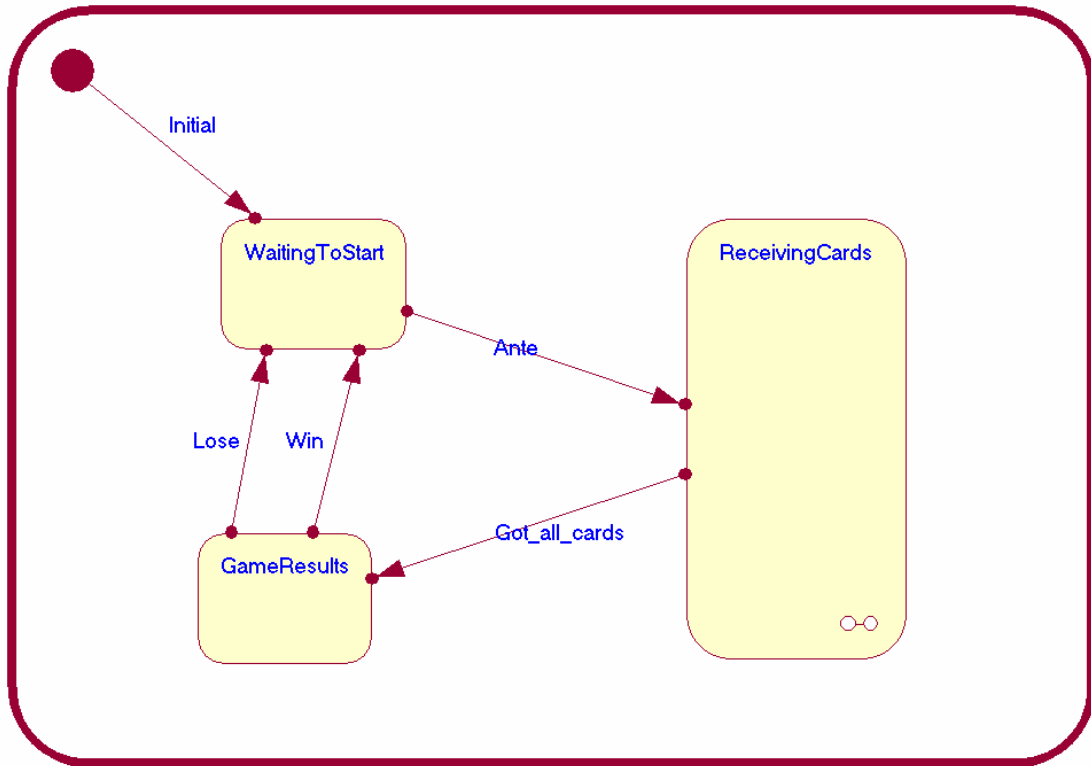 Initial
WaitingToStart
ReceivingCards
Ante
Lose
Win
Got_all_cards
GameResults